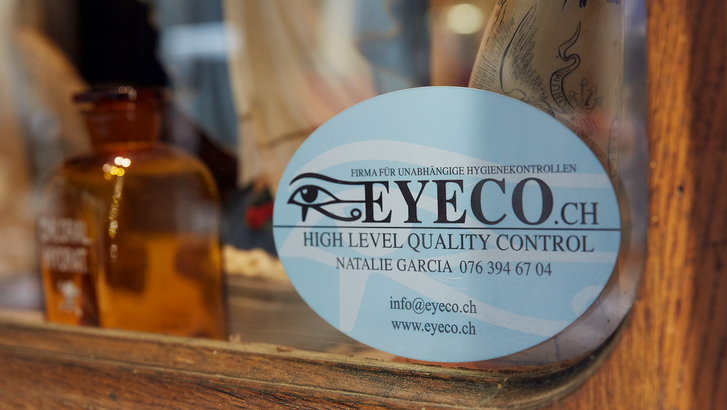 FIRMA FÜR UNABHÄNGIGE HYGIENEKONTROLLEN
EYECO.CH
HIGH LEVEL QUALITY CONTROL
NATALIE GARCIA 076 394 67 04
info@eyeco.ch
www.eyeco.ch